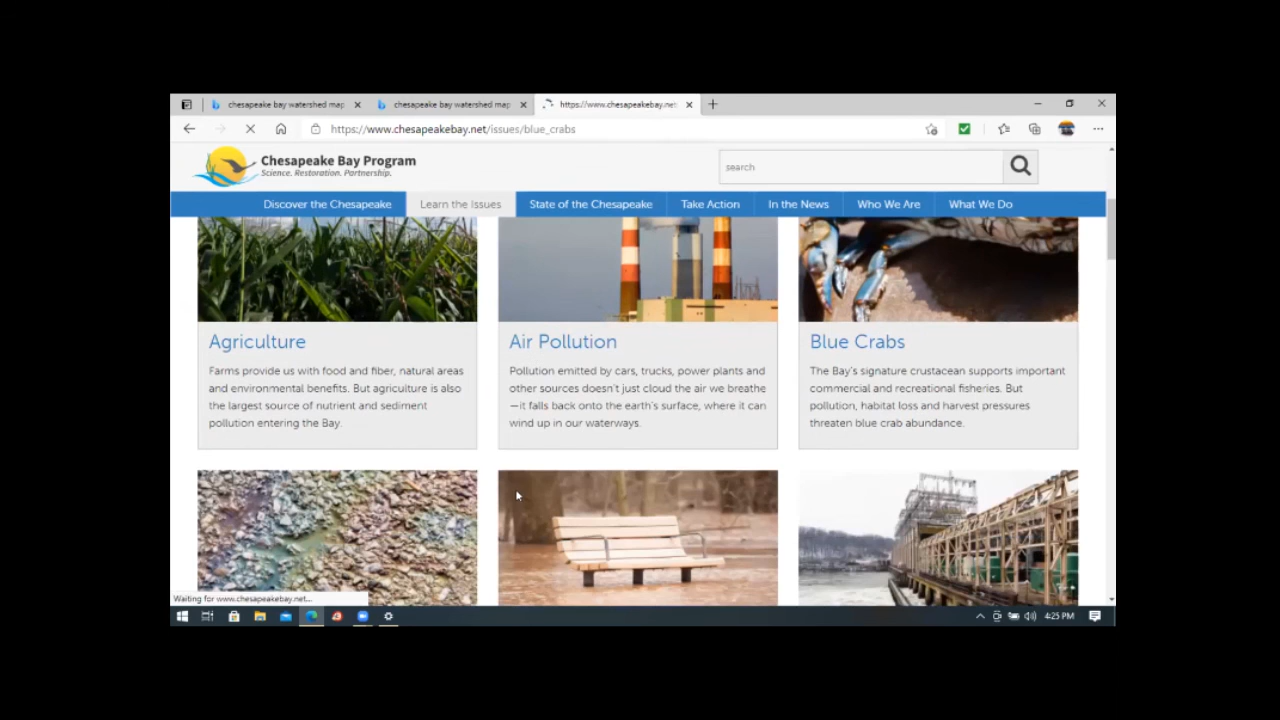 chesapeake bay watershed map
chesapeake bay watershed map
https://www.chesapeakebay.net
https://www.chesapeakebay.net/issues/blue_crabs
Chesapeake Bay Program
Science. Restoration. Partnership.
search
Discover the Chesapeake
Learn the Issues
State of the Chesapeake
Take Action
In the News
Who We Are
What We Do
Agriculture
Farms provide us with food and fiber, natural areas
and environmental benefits. But agriculture is also
the largest source of nutrient and sediment
pollution entering the Bay.
Air Pollution
Pollution emitted by cars, trucks, power plants and
other sources doesn't just cloud the air we breathe
—it falls back onto the earth's surface, where it can
wind up in our waterways.
Blue Crabs
The Bay's signature crustacean supports important
commercial and recreational fisheries. But
pollution, habitat loss and harvest pressures
threaten blue crab abundance.
Waiting for www.chesapeakebay.net...
4:25 PM